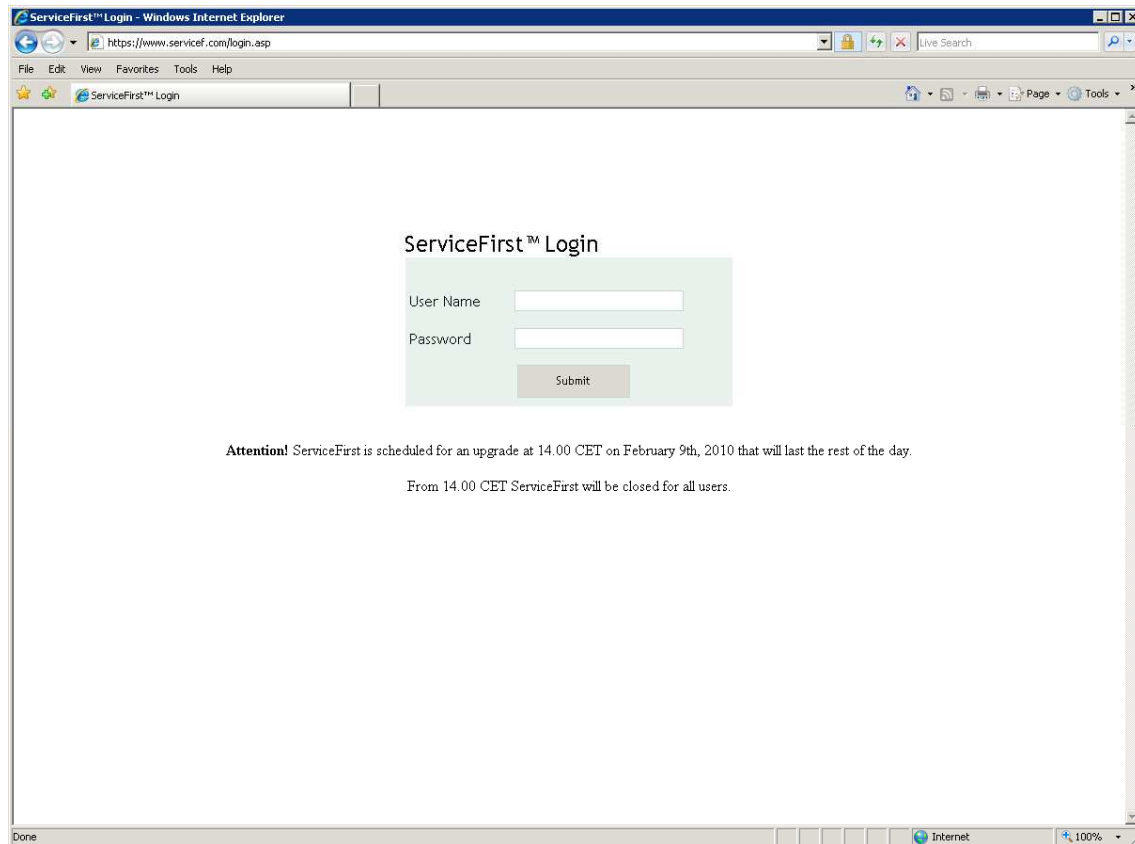 ServiceFirst™ Login - Windows Internet Explorer
https://www.servicef.com/login.asp
Live Search
File Edit View Favorites Tools Help
ServiceFirst™ Login
Page Tools
ServiceFirst™ Login
User Name
Password
Submit
Attention! ServiceFirst is scheduled for an upgrade at 14.00 CET on February 9th, 2010 that will last the rest of the day.
From 14.00 CET ServiceFirst will be closed for all users.
Done Internet 100%